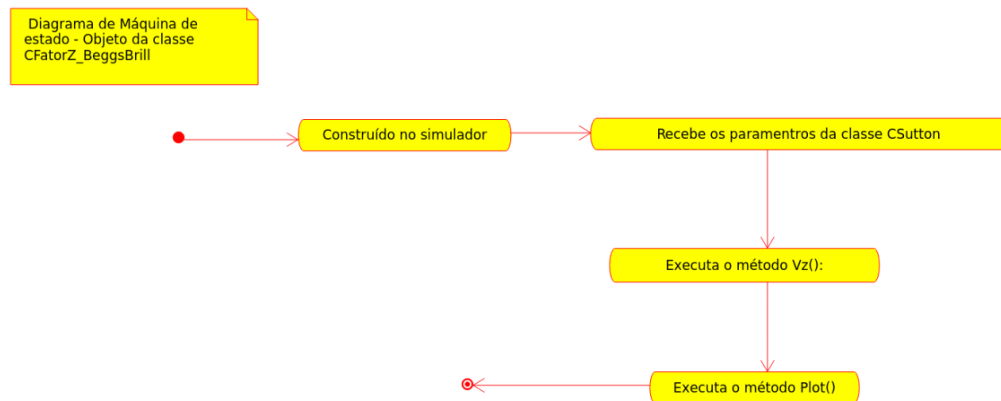 Diagrama de Máquina de
estado - Objeto da classe
CFatorZ_BeggsBrill
Construído no simulador
Recebe os paramentros da classe CSutton
Executa o método Vz():
Executa o método Plot()